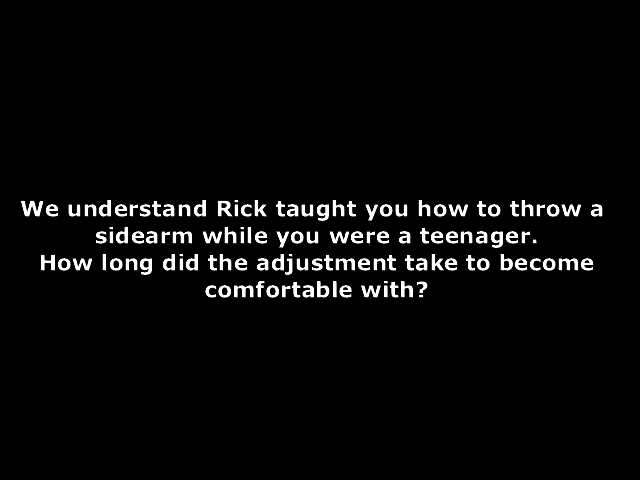 We understand Rick taught you how to throw a
sidearm while you were a teenager.
How long did the adjustment take to become
comfortable with?